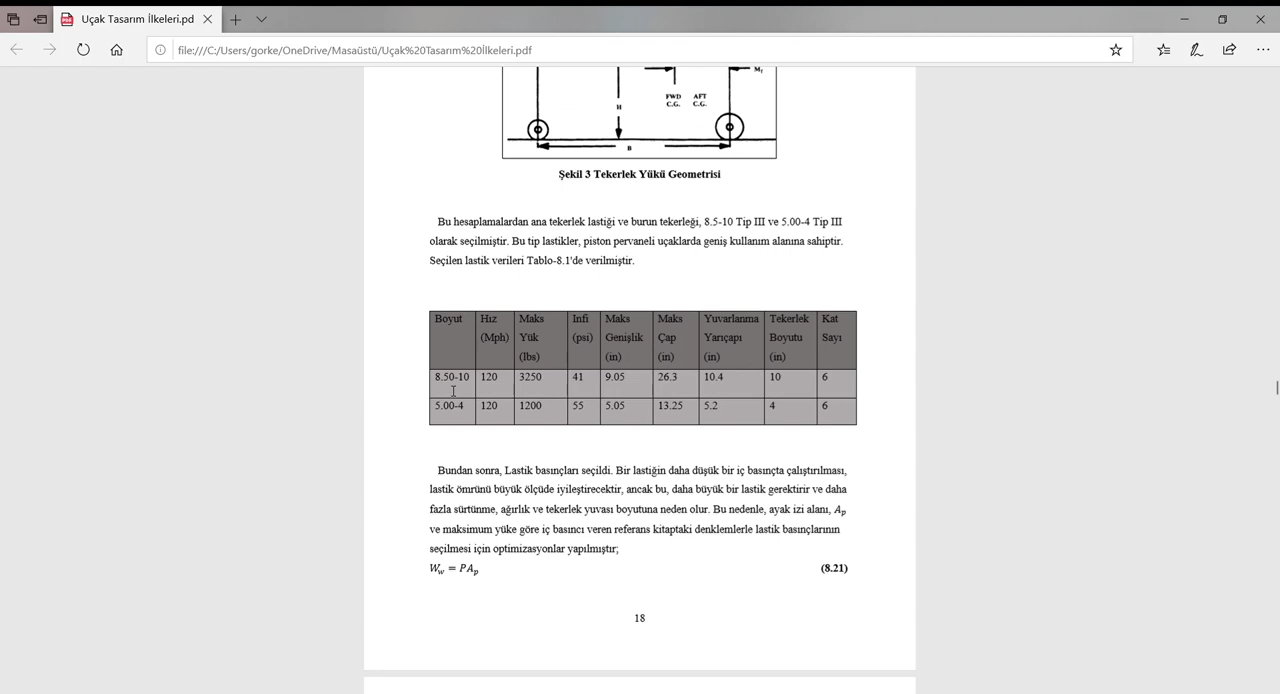 Uçak Tasarım İlkeleri.pd
file:///C:/Users/gorke/OneDrive/Masaüstü/Uçak%20Tasarım%20İlkeleri.pdf
FWD AFT
C.G. C.G.
H
B
Şekil 3 Tekerlek Yükü Geometrisi
Bu hesaplamalardan ana tekerlek lastiği ve burun tekerleği, 8.5-10 Tip III ve 5.00-4 Tip III
olarak seçilmiştir. Bu tip lastikler, piston pervaneli uçaklarda geniş kullanım alanına sahiptir.
Seçilen lastik verileri Tablo-8.1'de verilmiştir.
Boyut Hız Maks Infi Maks Maks Yuvarlanma Tekerlek Kat
(Mph) Yük (psi) Genişlik Çap Yarıçapı Boyutu Sayı
(lbs) (in) (in) (in) (in)
8.50-10 120 3250 41 9.05 26.3 10.4 10 6
5.00-4 120 1200 55 5.05 13.25 5.2 4 6
Bundan sonra, Lastik basınçları seçildi. Bir lastiğin daha düşük bir iç basınçta çalıştırılması,
lastik ömrünü büyük ölçüde iyileştirecektir, ancak bu, daha büyük bir lastik gerektirir ve daha
fazla sürtünme, ağırlık ve tekerlek yuvası boyutuna neden olur. Bu nedenle, ayak izi alanı, Aₚ
ve maksimum yüke göre iç basıncı veren referans kitaptaki denklemlerle lastik basınçlarının
seçilmesi için optimizasyonlar yapılmıştır;
W_w = PAₚ (8.21)
18